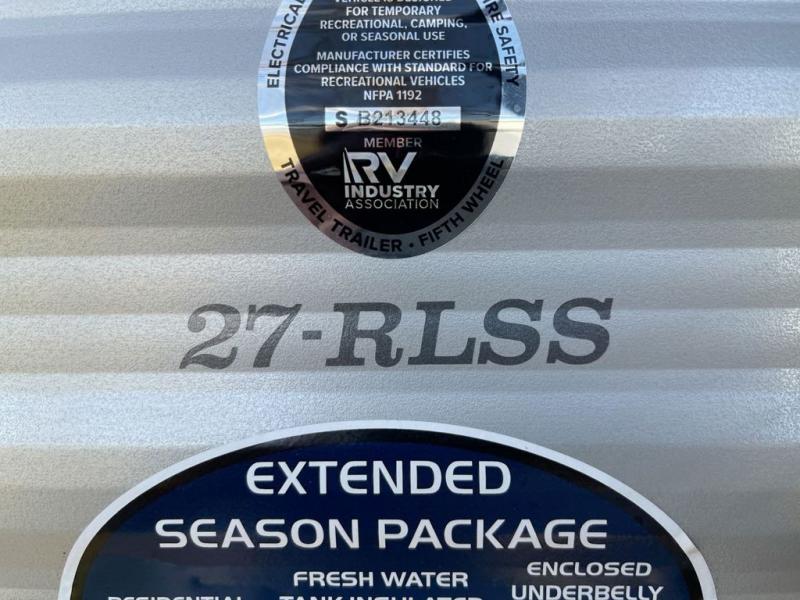 ELECTRICAL
VEHICLE IS DESIGNED
FOR TEMPORARY
RECREATIONAL, CAMPING,
OR SEASONAL USE
MANUFACTURER CERTIFIES
COMPLIANCE WITH STANDARD FOR
RECREATIONAL VEHICLES
NFPA 1192
S B213448
MEMBER
RV
INDUSTRY
ASSOCIATION
SAFETY
TRAVEL TRAILER • FIFTH WHEEL
27-RLSS
EXTENDED
SEASON PACKAGE
RESIDENTIAL
FRESH WATER
TANK INSULATED
ENCLOSED
UNDERBELLY